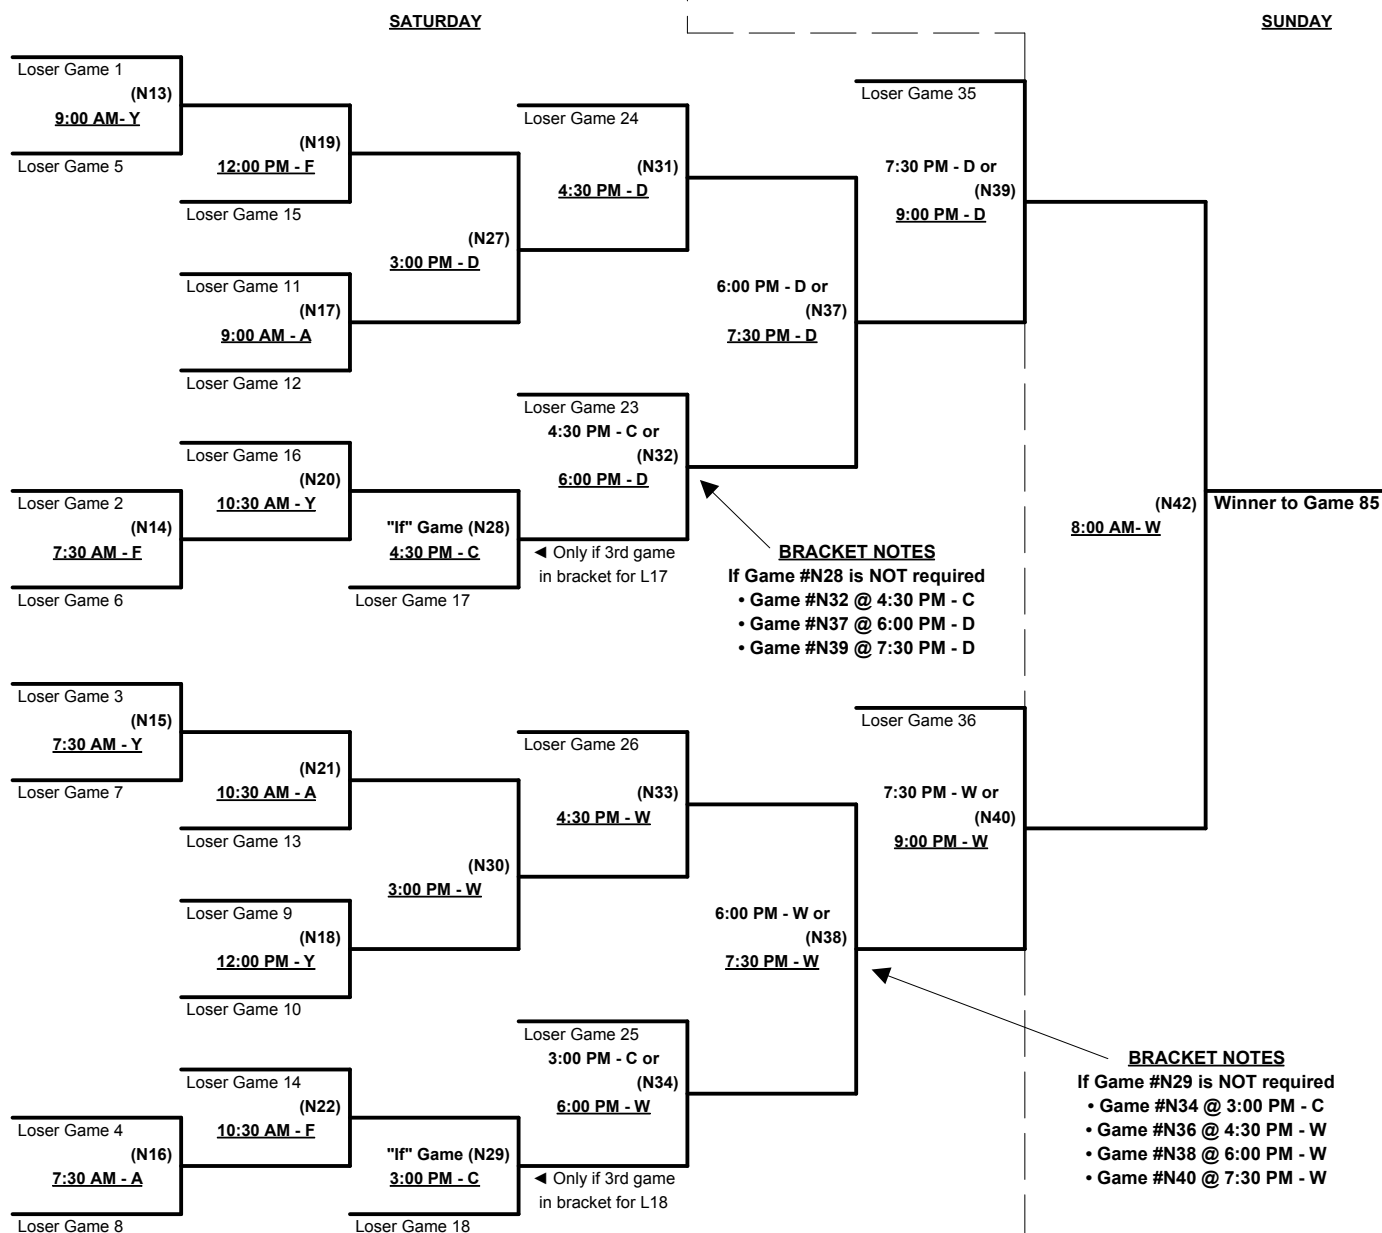 SATURDAY
SUNDAY
Loser Game 1
(N13)
9:00 AM- Y
Loser Game 5
(N19)
12:00 PM - F
Loser Game 15
(N27)
3:00 PM - D
Loser Game 11
(N17)
9:00 AM - A
Loser Game 12
Loser Game 24
(N31)
4:30 PM - D
Loser Game 35
7:30 PM - D or
(N39)
9:00 PM - D
6:00 PM - D or
(N37)
7:30 PM - D
Loser Game 23
4:30 PM - C or
(N32)
6:00 PM - D
Loser Game 16
(N20)
10:30 AM - Y
Loser Game 2
(N14)
7:30 AM - F
Loser Game 6
"If" Game (N28)
4:30 PM - C
Loser Game 17
◄ Only if 3rd game
in bracket for L17
BRACKET NOTES
If Game #N28 is NOT required
• Game #N32 @ 4:30 PM - C
• Game #N37 @ 6:00 PM - D
• Game #N39 @ 7:30 PM - D
(N42)
8:00 AM- W
Winner to Game 85
Loser Game 3
(N15)
7:30 AM - Y
Loser Game 7
(N21)
10:30 AM - A
Loser Game 13
(N30)
3:00 PM - W
Loser Game 9
(N18)
12:00 PM - Y
Loser Game 10
Loser Game 26
(N33)
4:30 PM - W
Loser Game 36
7:30 PM - W or
(N40)
9:00 PM - W
6:00 PM - W or
(N38)
7:30 PM - W
Loser Game 25
3:00 PM - C or
(N34)
6:00 PM - W
Loser Game 14
(N22)
10:30 AM - F
Loser Game 4
(N16)
7:30 AM - A
Loser Game 8
"If" Game (N29)
3:00 PM - C
Loser Game 18
◄ Only if 3rd game
in bracket for L18
BRACKET NOTES
If Game #N29 is NOT required
• Game #N34 @ 3:00 PM - C
• Game #N36 @ 4:30 PM - W
• Game #N38 @ 6:00 PM - W
• Game #N40 @ 7:30 PM - W